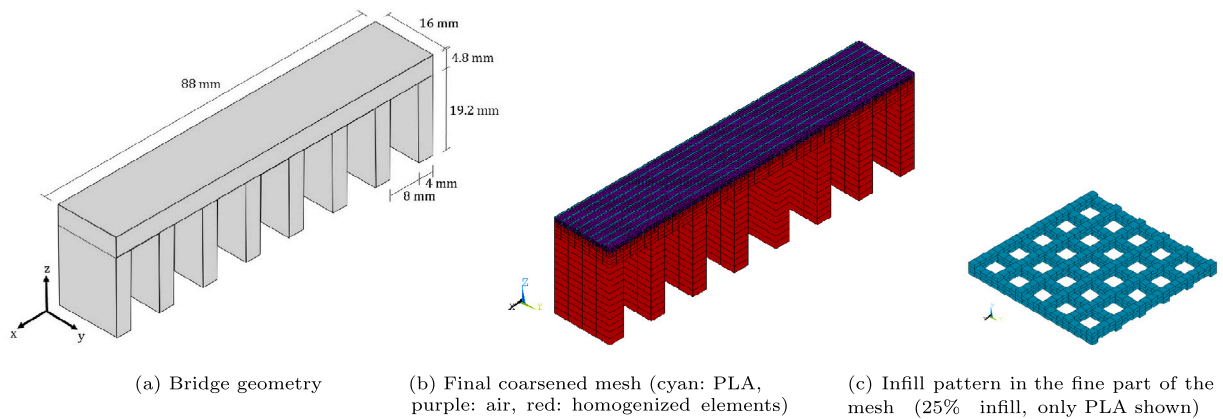 16 mm
4.8 mm
88 mm
19.2 mm
4 mm
8 mm
z
x
y
Z
X
Y
(a) Bridge geometry
(b) Final coarsened mesh (cyan: PLA,
purple: air, red: homogenized elements)
(c) Infill pattern in the fine part of the
mesh (25% infill, only PLA shown)